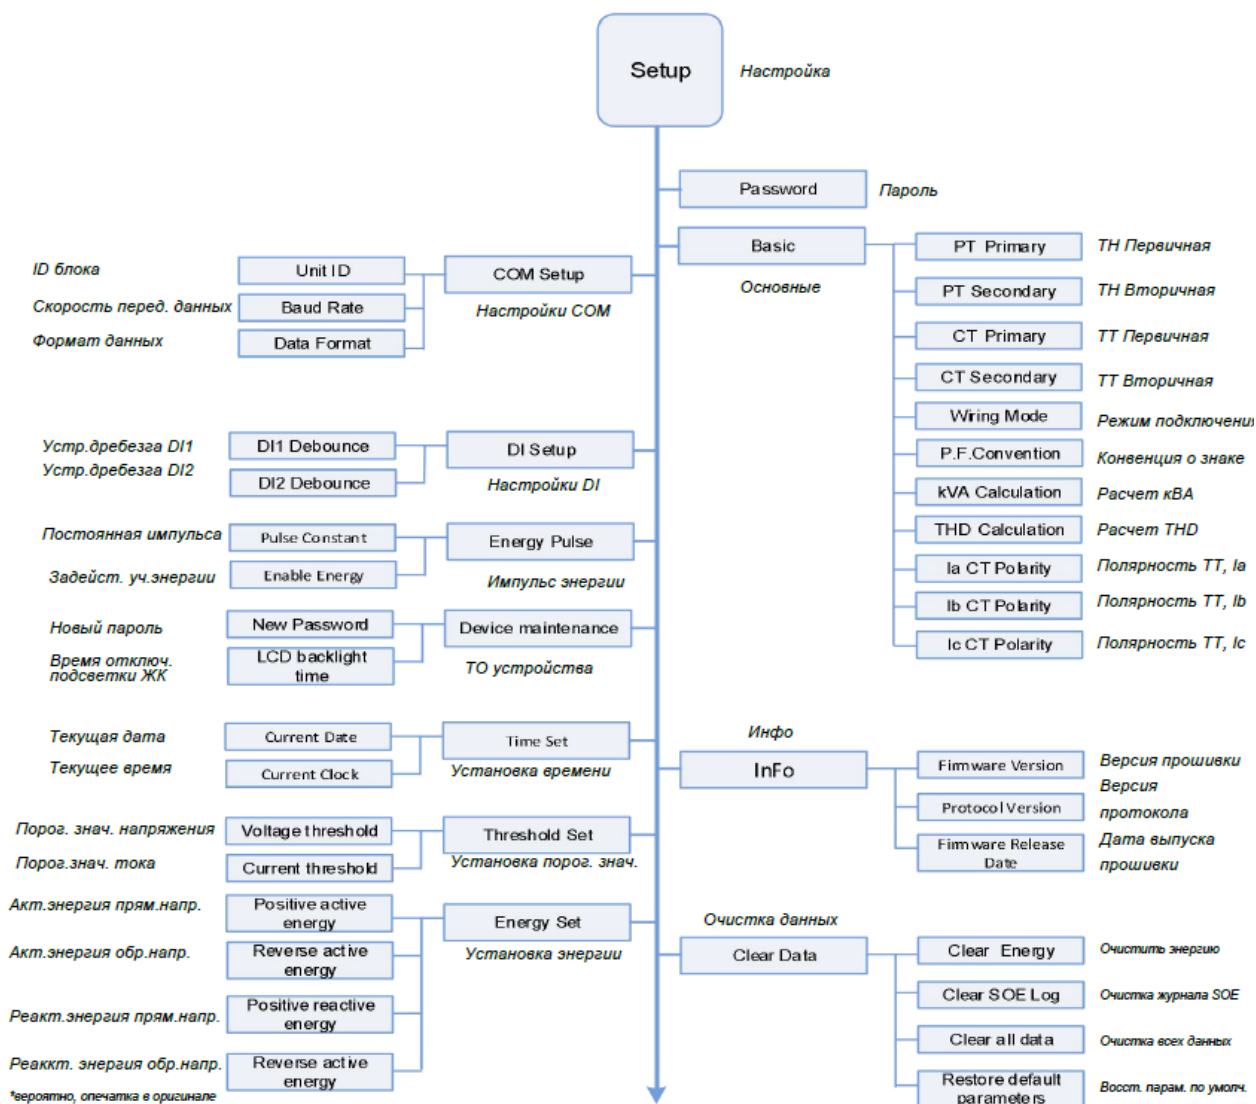 Setup
Настройка
Password
Пароль
Basic
Основные
PT Primary
ТН Первичная
PT Secondary
ТН Вторичная
CT Primary
ТТ Первичная
CT Secondary
ТТ Вторичная
Wiring Mode
Режим подключения
P.F.Convention
Конвенция о знаке
kVA Calculation
Расчет кВА
THD Calculation
Расчет THD
Ia CT Polarity
Полярность ТТ, Ia
Ib CT Polarity
Полярность ТТ, Ib
Ic CT Polarity
Полярность ТТ, Ic
ID блока
Unit ID
COM Setup
Скорость перед. данных
Baud Rate
Настройки COM
Формат данных
Data Format
Устр.дребезга DI1
DI1 Debounce
DI Setup
Устр.дребезга DI2
DI2 Debounce
Настройки DI
Постоянная импульса
Pulse Constant
Energy Pulse
Задейст. уч.энергии
Enable Energy
Импульс энергии
Новый пароль
New Password
Device maintenance
Время отключ.
подсветки ЖК
LCD backlight
time
ТО устройства
Текущая дата
Current Date
Time Set
Текущее время
Current Clock
Установка времени
Инфо
InFo
Firmware Version
Версия прошивки
Protocol Version
Версия
протокола
Firmware Release
Date
Дата выпуска
прошивки
Порог. знач. напряжения
Voltage threshold
Threshold Set
Порог.знач. тока
Current threshold
Установка порог. знач.
Акт.энергия прям.напр.
Positive active
energy
Energy Set
Акт.энергия обр.напр.
Reverse active
energy
Установка энергии
Реакт.энергия прям.напр.
Positive reactive
energy
Реаккт. энергия обр.напр.
Reverse active
energy
*вероятно, опечатка в оригинале
Очистка данных
Clear Data
Clear Energy
Очистить энергию
Clear SOE Log
Очистка журнала SOE
Clear all data
Очистка всех данных
Restore default
parameters
Восст. парам. по умолч.